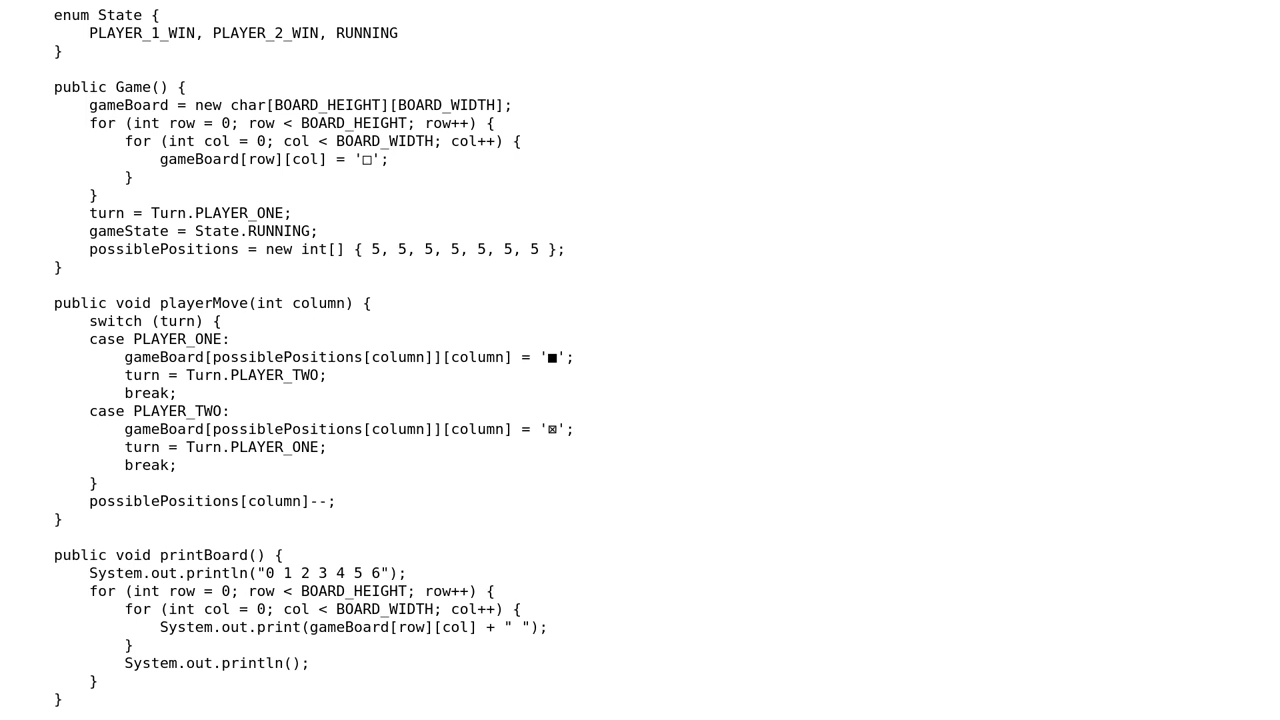 enum State {
    PLAYER_1_WIN, PLAYER_2_WIN, RUNNING
}

public Game() {
    gameBoard = new char[BOARD_HEIGHT][BOARD_WIDTH];
    for (int row = 0; row < BOARD_HEIGHT; row++) {
        for (int col = 0; col < BOARD_WIDTH; col++) {
            gameBoard[row][col] = '□';
        }
    }
    turn = Turn.PLAYER_ONE;
    gameState = State.RUNNING;
    possiblePositions = new int[] { 5, 5, 5, 5, 5, 5, 5 };
}

public void playerMove(int column) {
    switch (turn) {
    case PLAYER_ONE:
        gameBoard[possiblePositions[column]][column] = '■';
        turn = Turn.PLAYER_TWO;
        break;
    case PLAYER_TWO:
        gameBoard[possiblePositions[column]][column] = '⊠';
        turn = Turn.PLAYER_ONE;
        break;
    }
    possiblePositions[column]--;
}

public void printBoard() {
    System.out.println("0 1 2 3 4 5 6");
    for (int row = 0; row < BOARD_HEIGHT; row++) {
        for (int col = 0; col < BOARD_WIDTH; col++) {
            System.out.print(gameBoard[row][col] + " ");
        }
        System.out.println();
    }
}